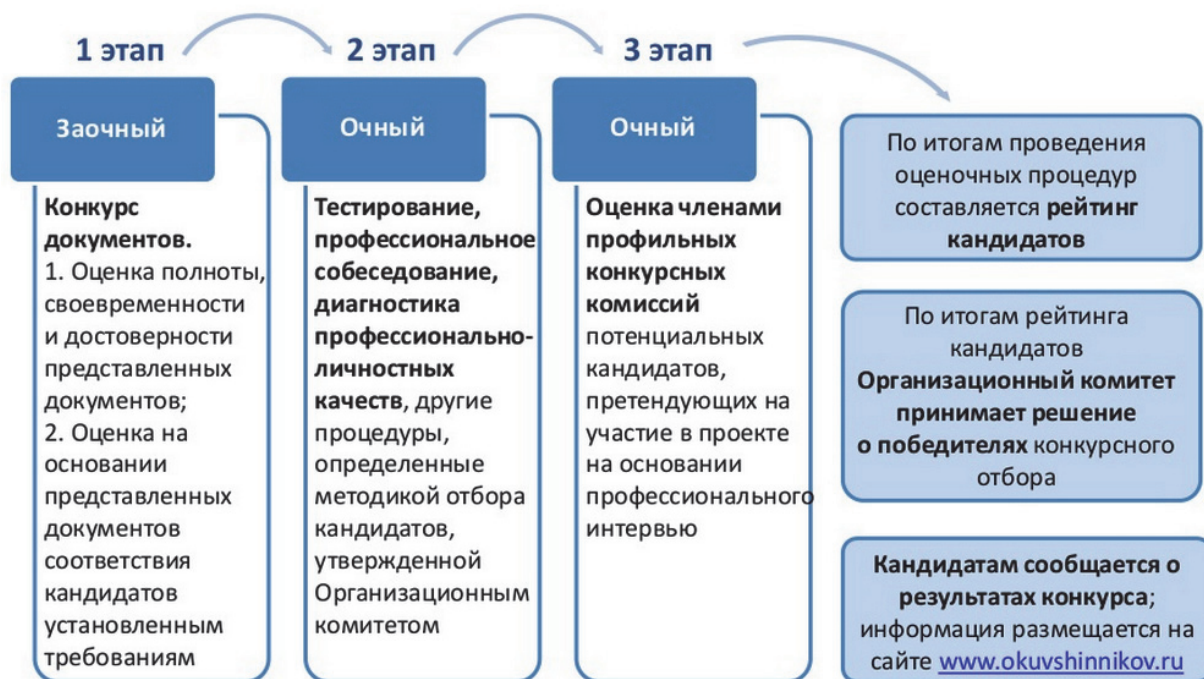 1 этап
2 этап
3 этап
Заочный
Конкурс
документов.
1. Оценка полноты,
своевременности
и достоверности
представленных
документов;
2. Оценка на
основании
представленных
документов
соответствия
кандидатов
установленным
требованиям
Очный
Тестирование,
профессиональное
собеседование,
диагностика
профессионально-
личностных
качеств, другие
процедуры,
определенные
методикой отбора
кандидатов,
утвержденной
Организационным
комитетом
Очный
Оценка членами
профильных
конкурсных
комиссий
потенциальных
кандидатов,
претендующих на
участие в проекте
на основании
профессионального
интервью
По итогам проведения
оценочных процедур
составляется рейтинг
кандидатов
По итогам рейтинга
кандидатов
Организационный комитет
принимает решение
о победителях конкурсного
отбора
Кандидатам сообщается о
результатах конкурса;
информация размещается на
сайте www.okuvshinnikov.ru